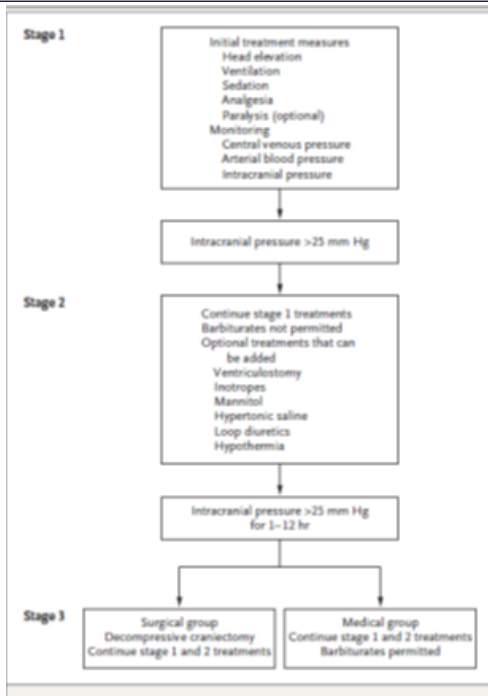 Stage 1
Initial treatment measures
Head elevation
Ventilation
Sedation
Analgesia
Paralysis (optional)
Monitoring
Central venous pressure
Arterial blood pressure
Intracranial pressure
Intracranial pressure >25 mm Hg
Stage 2
Continue stage 1 treatments
Barbiturates not permitted
Optional treatments that can
be added
Ventriculostomy
Inotropes
Mannitol
Hypertonic saline
Loop diuretics
Hypothermia
Intracranial pressure >25 mm Hg
for 1–12 hr
Stage 3
Surgical group
Decompressive craniectomy
Continue stage 1 and 2 treatments
Medical group
Continue stage 1 and 2 treatments
Barbiturates permitted